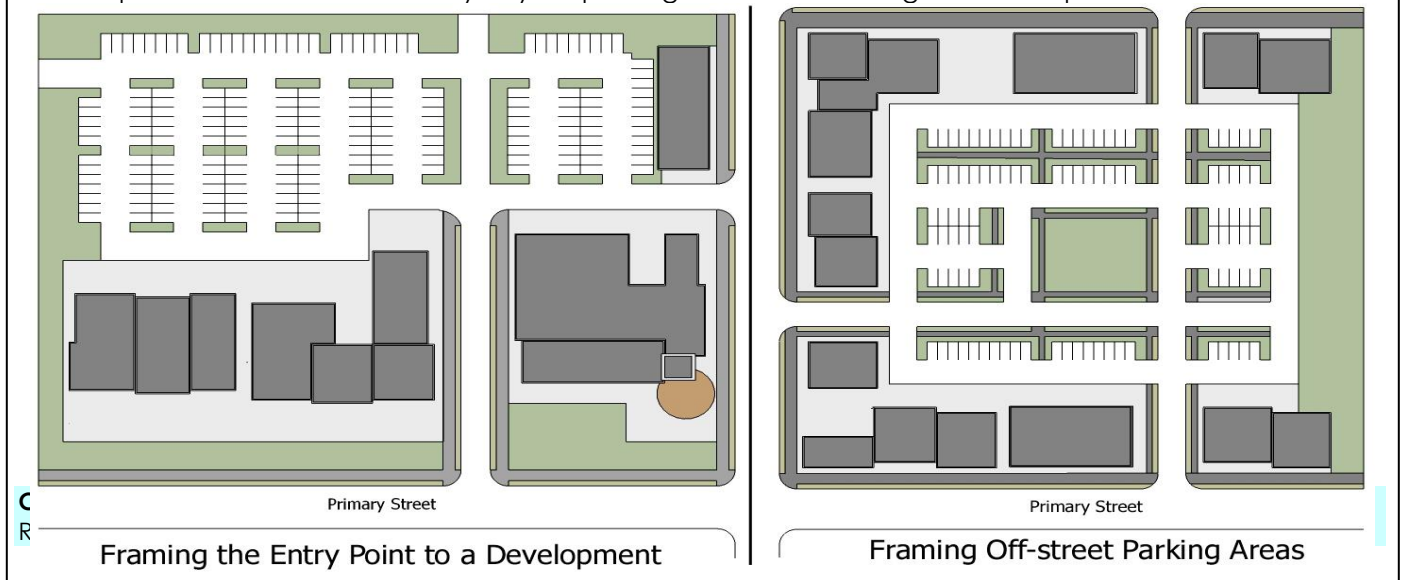 Primary Street
Framing the Entry Point to a Development
Primary Street
Framing Off-street Parking Areas